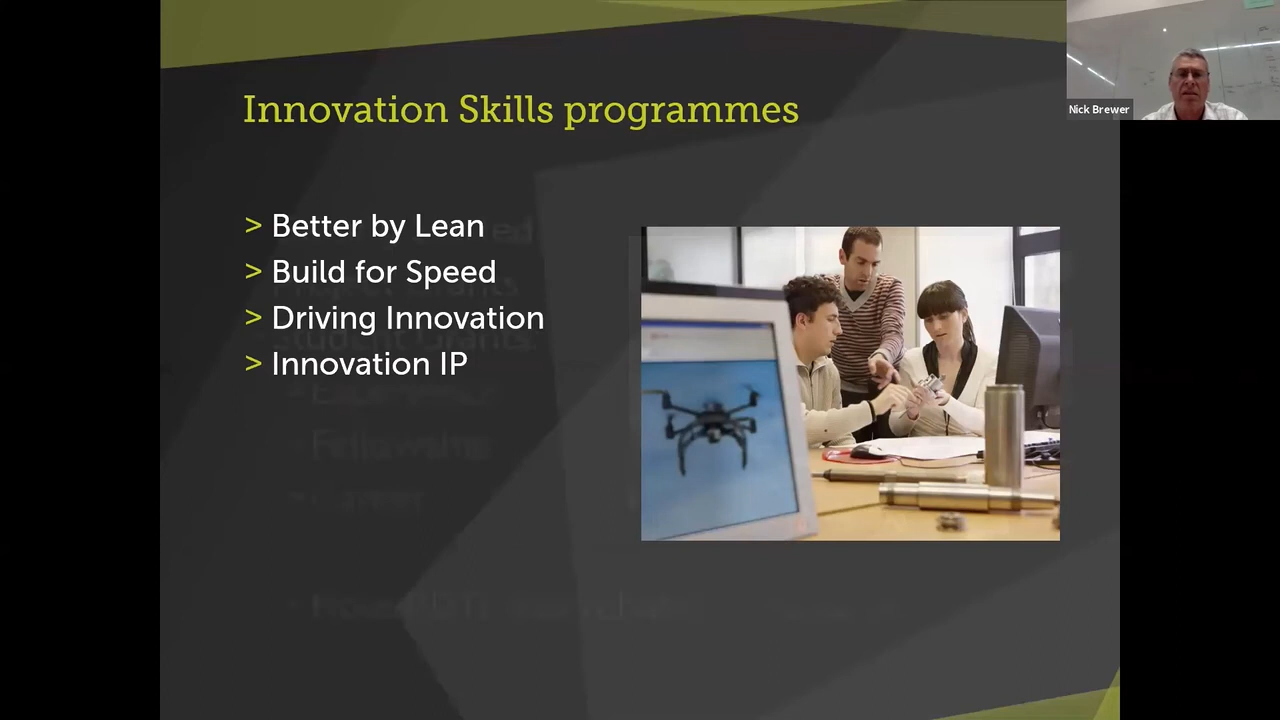 Innovation Skills programmes
> Better by Lean
> Build for Speed
> Driving Innovation
> Innovation IP
Nick Brewer